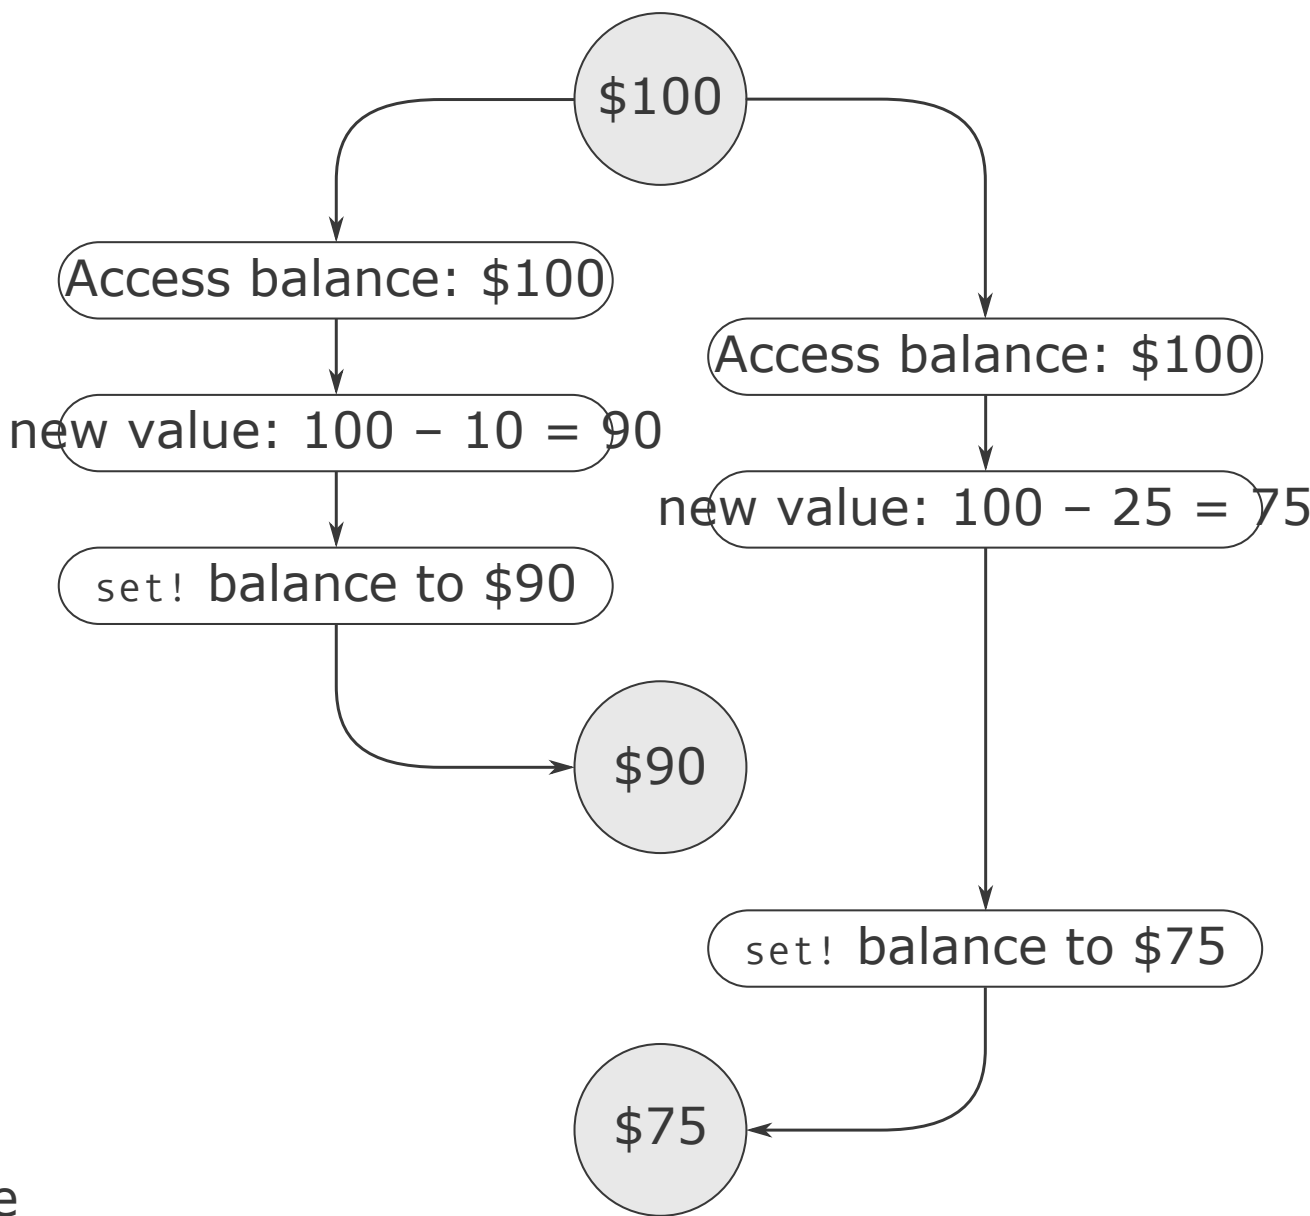 $100
Access balance: $100
new value: 100 – 10 = 90
set! balance to $90
Access balance: $100
new value: 100 – 25 = 75
$90
set! balance to $75
$75